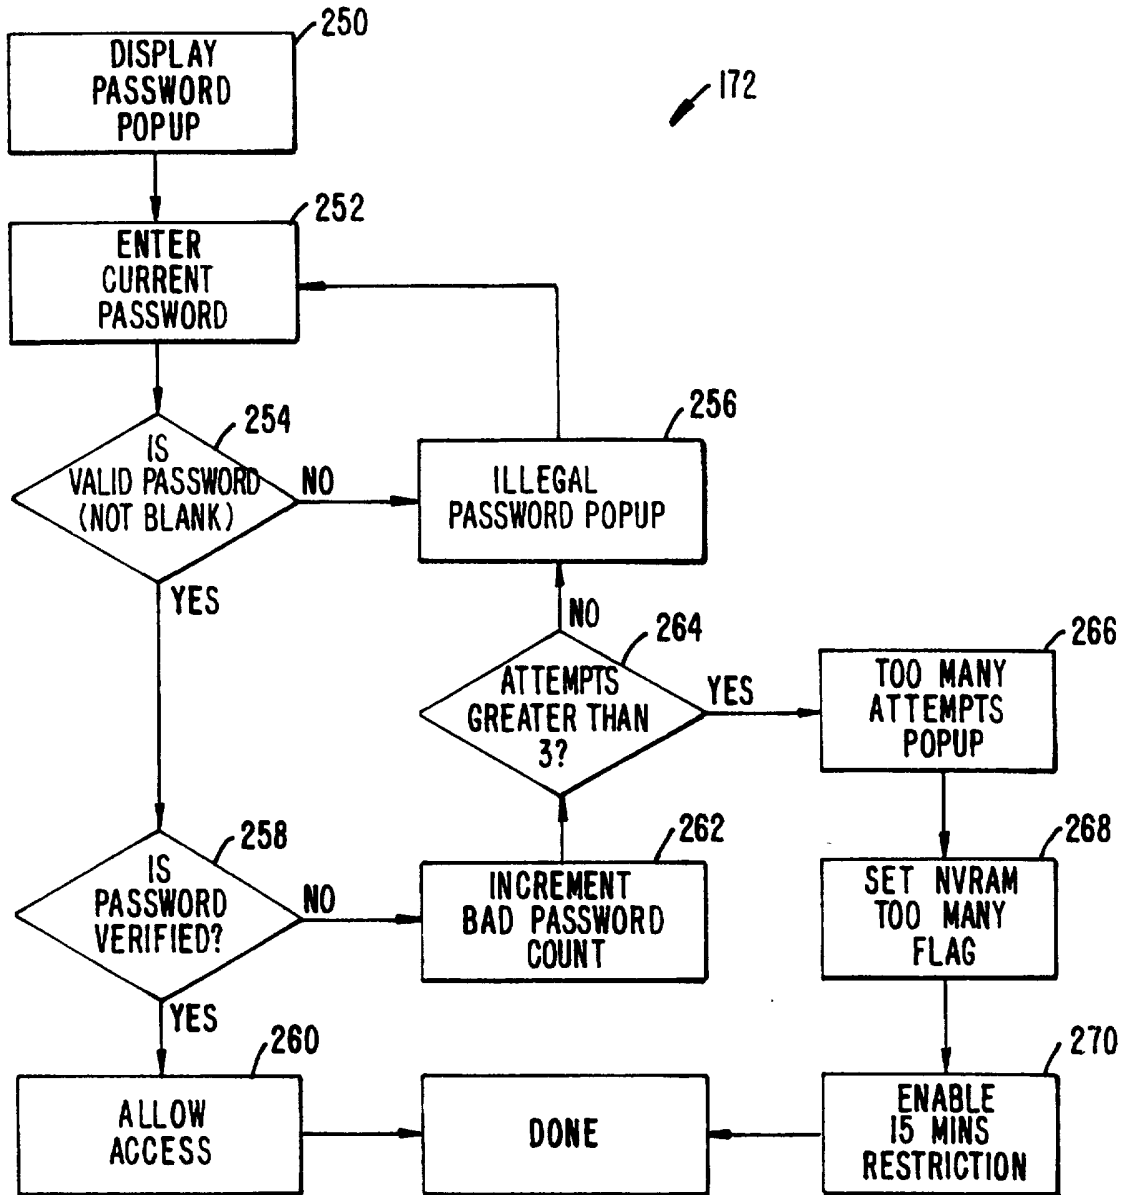 250
DISPLAY
PASSWORD
POPUP
172
252
ENTER
CURRENT
PASSWORD
254
IS
VALID PASSWORD
(NOT BLANK)
NO
YES
256
ILLEGAL
PASSWORD POPUP
NO
264
ATTEMPTS
GREATER THAN
3?
YES
266
TOO MANY
ATTEMPTS
POPUP
258
IS
PASSWORD
VERIFIED?
NO
YES
262
INCREMENT
BAD PASSWORD
COUNT
268
SET NVRAM
TOO MANY
FLAG
260
ALLOW
ACCESS
DONE
270
ENABLE
15 MINS
RESTRICTION